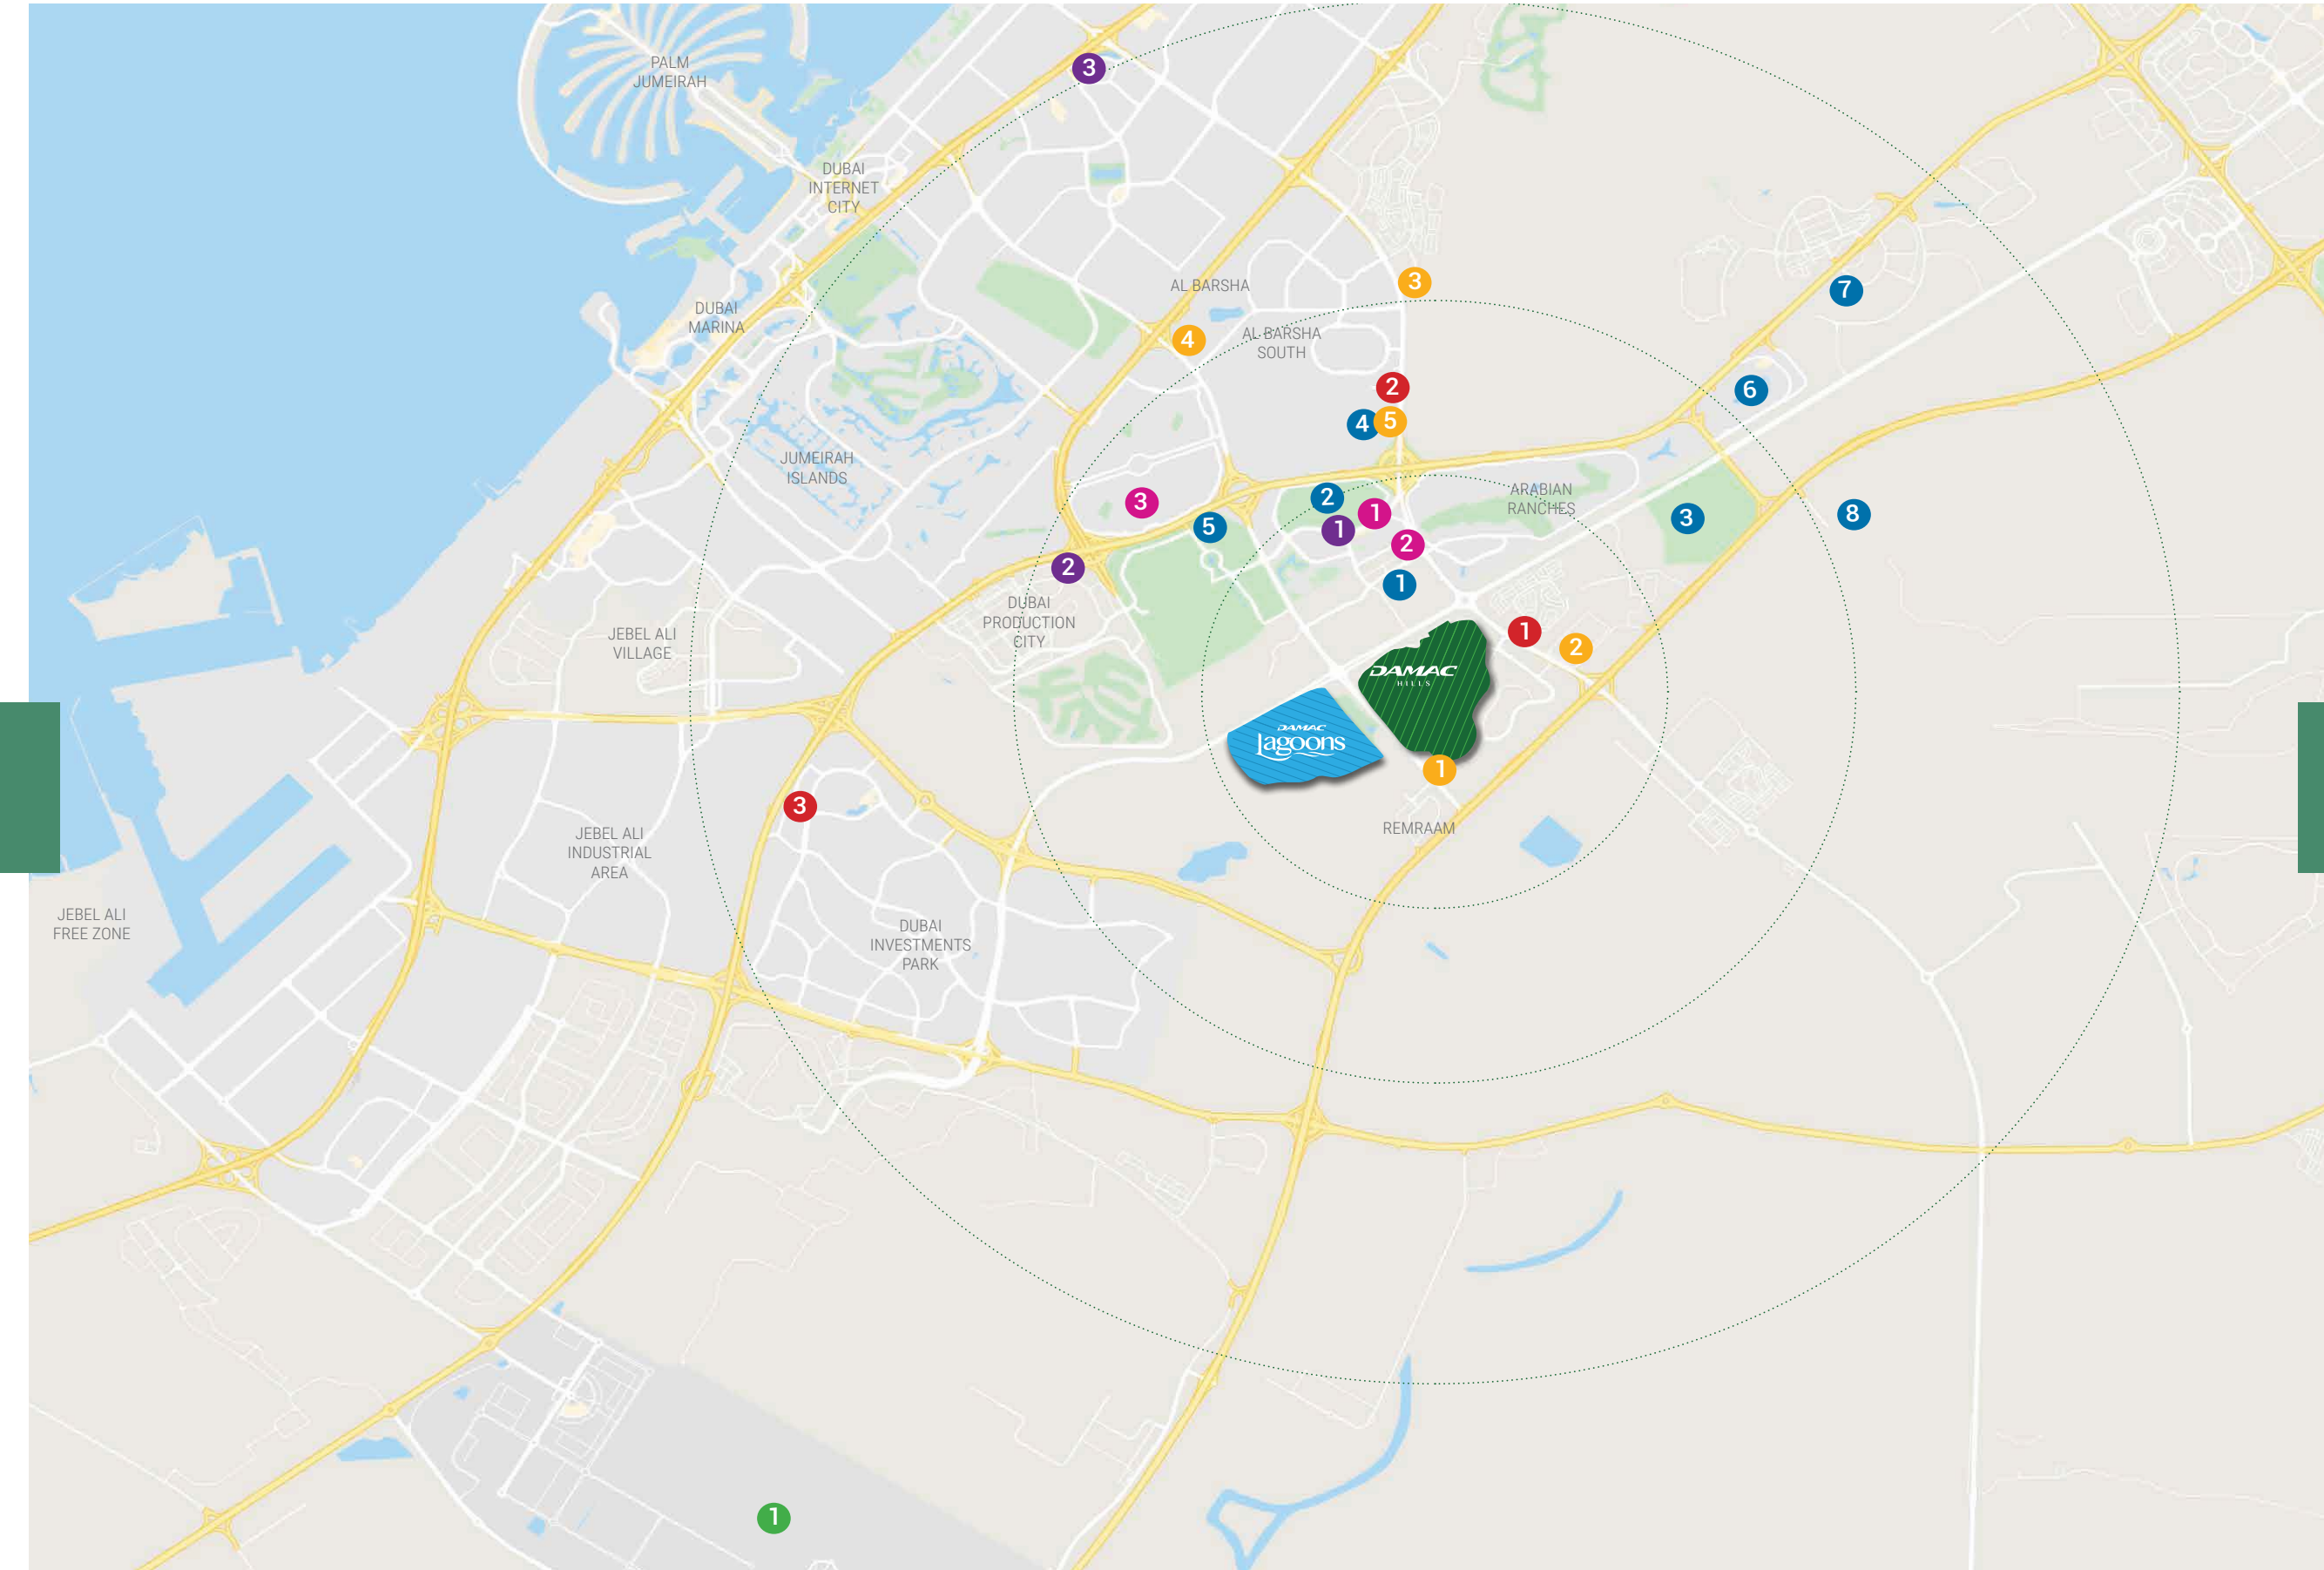 PALM
JUMEIRAH
3
DUBAI
INTERNET
CITY
AL BARSHA
3
7
DUBAI
MARINA
4
AL BARSHA
SOUTH
2
6
4
5
JUMEIRAH
ISLANDS
3
5
2
1
ARABIAN
RANCHES
3
8
1
2
2
1
DUBAI
PRODUCTION
CITY
JEBEL ALI
VILLAGE
1
2
DAMAC
HILLS
DAMAC
lagoons
1
3
REMRAAM
JEBEL ALI
INDUSTRIAL
AREA
JEBEL ALI
FREE ZONE
DUBAI
INVESTMENTS
PARK
1